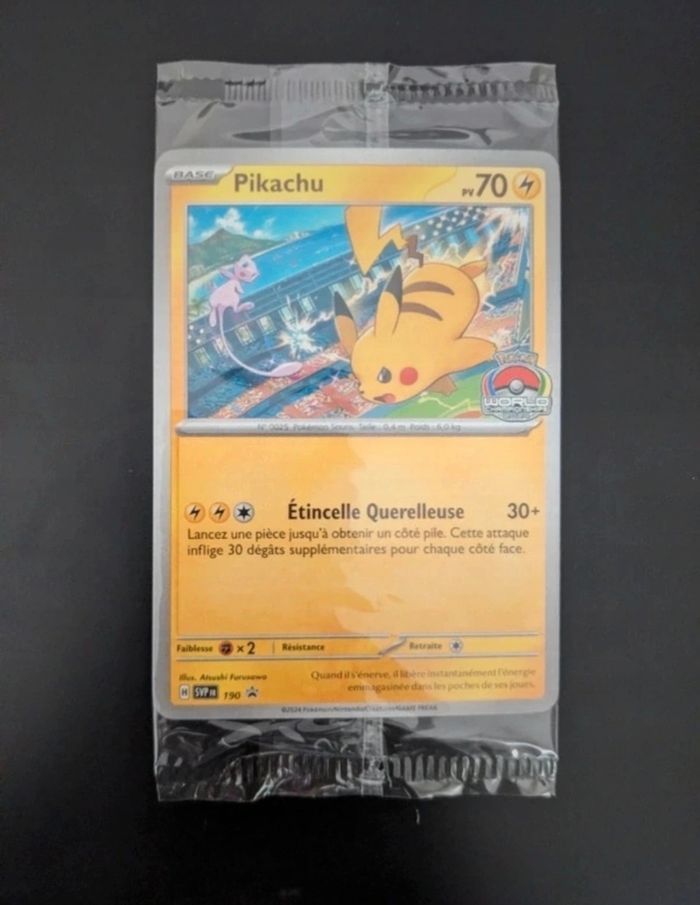 BASE
Pikachu
PV 70
POKÉMON
WORLD
N° 0025 Pokémon Souris Taille : 0,4 m Poids : 6,0 kg
Étincelle Querelleuse 30+
Lancez une pièce jusqu'à obtenir un côté pile. Cette attaque
inflige 30 dégâts supplémentaires pour chaque côté face.
Faiblesse x2 Résistance Retraite
Illus. Atsushi Furusawa
Quand il s'énerve, il libère instantanément l'énergie
emmagasinée dans les poches de ses joues.
H SVP FR 190
©2024 Pokémon/Nintendo/Creatures/GAME FREAK